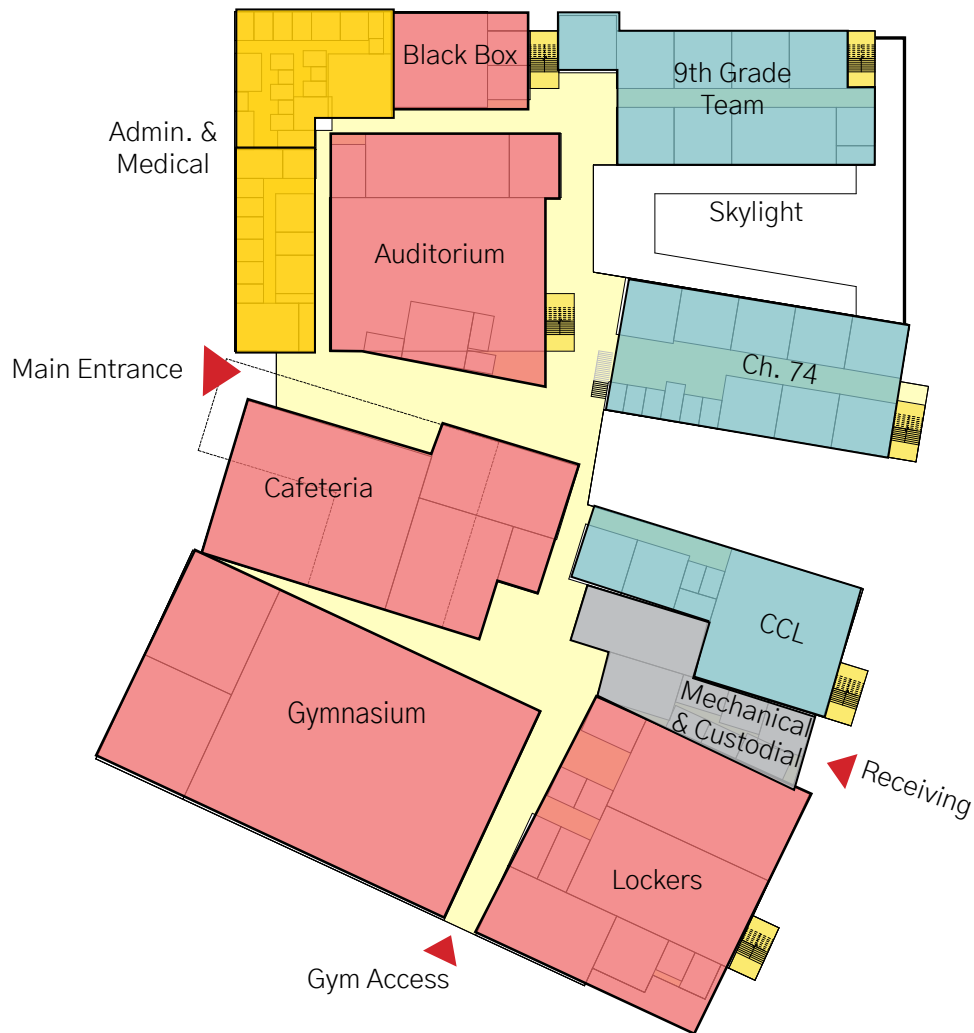 Black Box
9th Grade
Team
Admin. &
Medical
Skylight
Auditorium
Main Entrance
Ch. 74
Cafeteria
CCL
Mechanical
& Custodial
Gymnasium
Receiving
Lockers
Gym Access